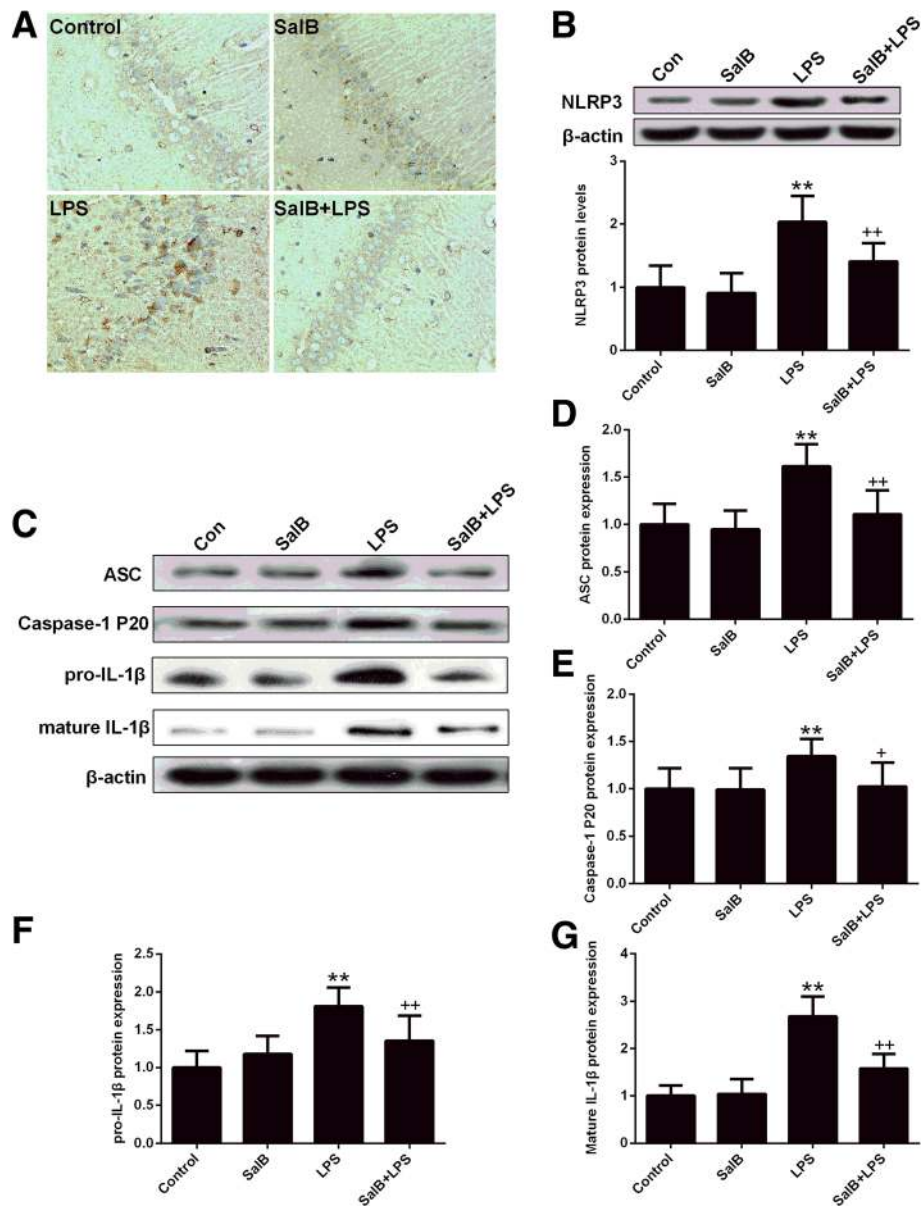 A
Control
SalB
LPS
SalB+LPS
B
Con
SalB
LPS
SalB+LPS
NLRP3
β-actin
NLRP3 protein levels
3
2
1
0
**
++
Control
SalB
LPS
SalB+LPS
C
Con
SalB
LPS
SalB+LPS
ASC
Caspase-1 P20
pro-IL-1β
mature IL-1β
β-actin
D
ASC protein expression
2.0
1.5
1.0
0.5
0.0
**
++
Control
SalB
LPS
SalB+LPS
E
Caspase-1 P20 protein expression
2.0
1.5
1.0
0.5
0.0
**
+
Control
SalB
LPS
SalB+LPS
F
pro-IL-1β protein expression
2.5
2.0
1.5
1.0
0.5
0.0
**
++
Control
SalB
LPS
SalB+LPS
G
Mature IL-1β protein expression
4
3
2
1
0
**
++
Control
SalB
LPS
SalB+LPS